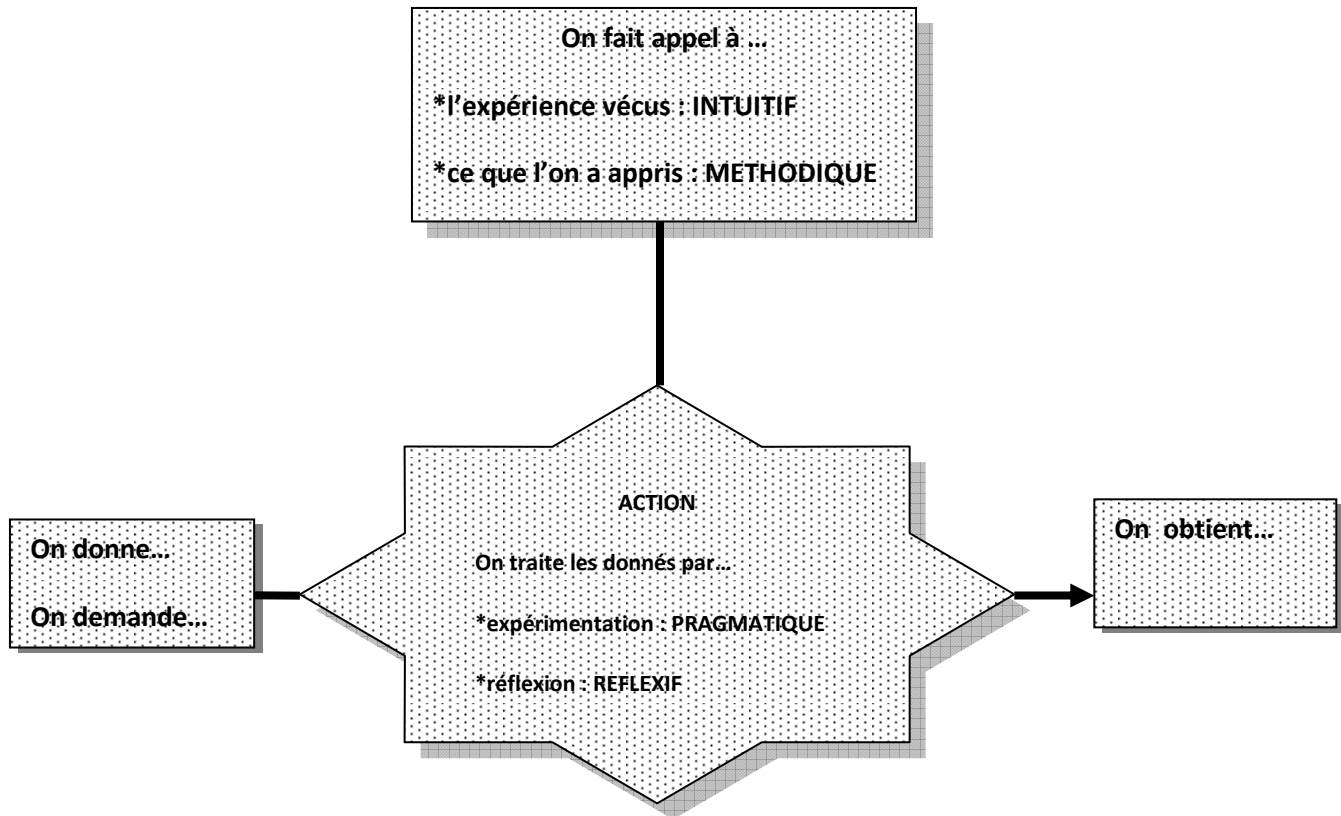 On fait appel à …
*l’expérience vécus : INTUITIF
*ce que l’on a appris : METHODIQUE
ACTION
On traite les donnés par…
*expérimentation : PRAGMATIQUE
*réflexion : REFLEXIF
On donne…
On demande…
On obtient…